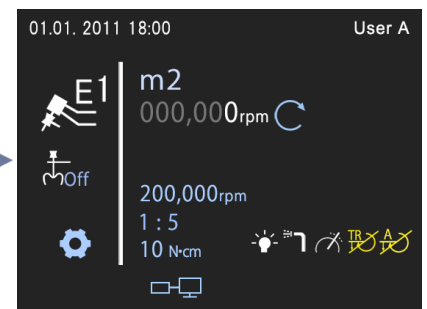 01.01. 2011 18:00 User A
E1
m2
000,000rpm
Off
200,000rpm
1 : 5
10 N·cm
TR A